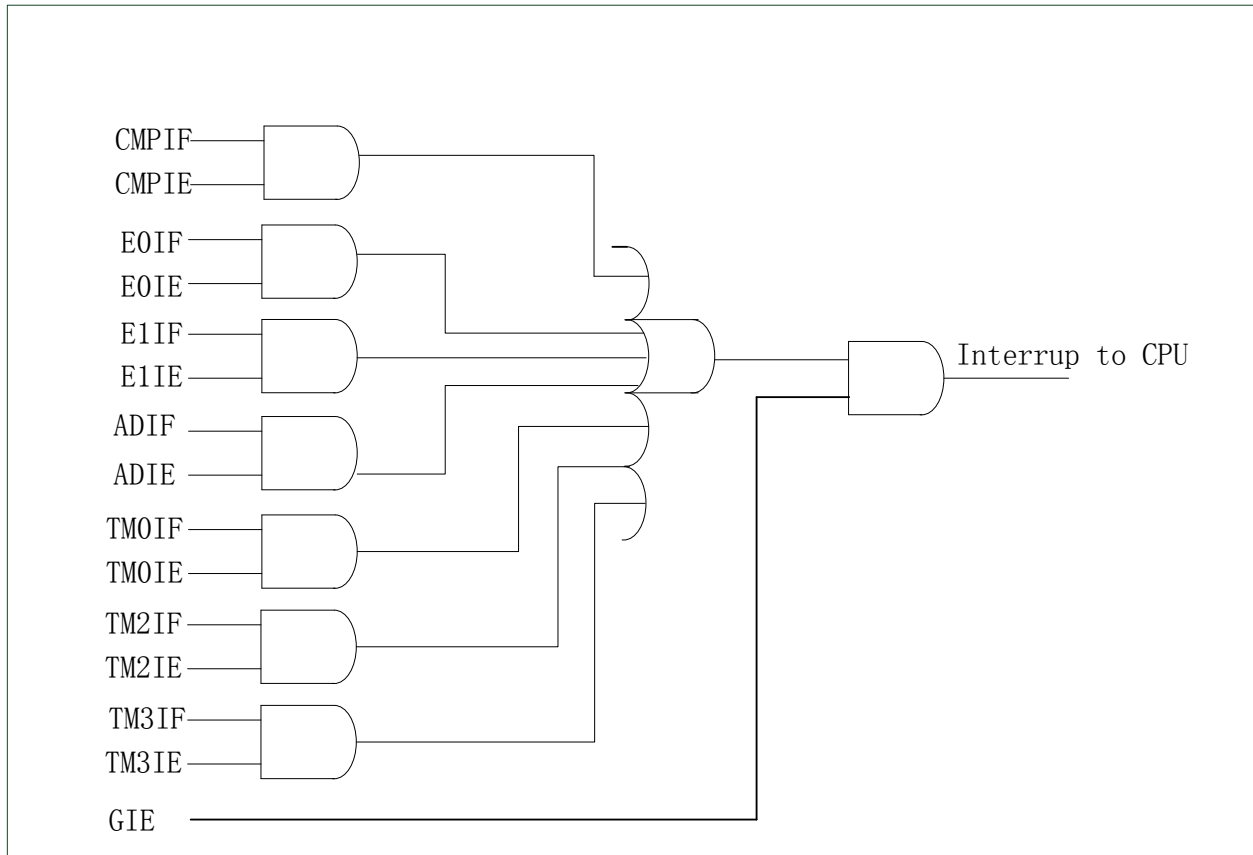 CMPIF
CMPIE
E0IF
E0IE
E1IF
E1IE
ADIF
ADIE
TM0IF
TM0IE
TM2IF
TM2IE
TM3IF
TM3IE
GIE
Interrup to CPU